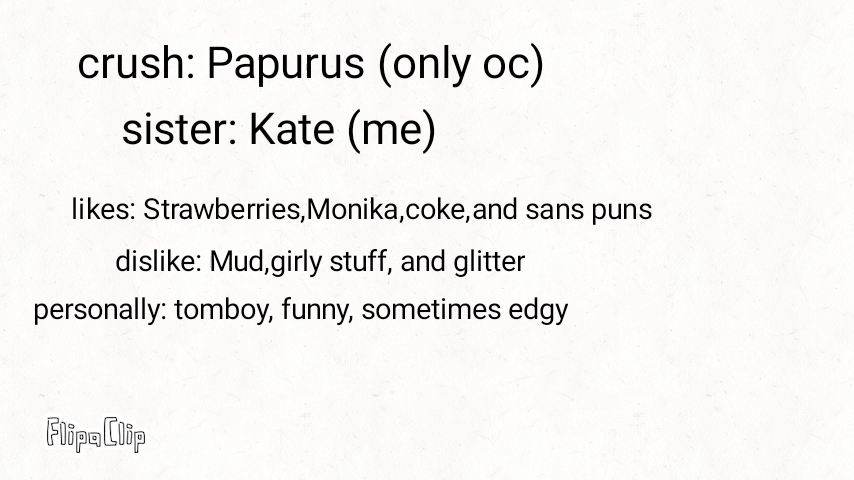 crush: Papurus (only oc)
sister: Kate (me)
likes: Strawberries,Monika,coke,and sans puns
dislike: Mud,girly stuff, and glitter
personally: tomboy, funny, sometimes edgy
FlipaClip